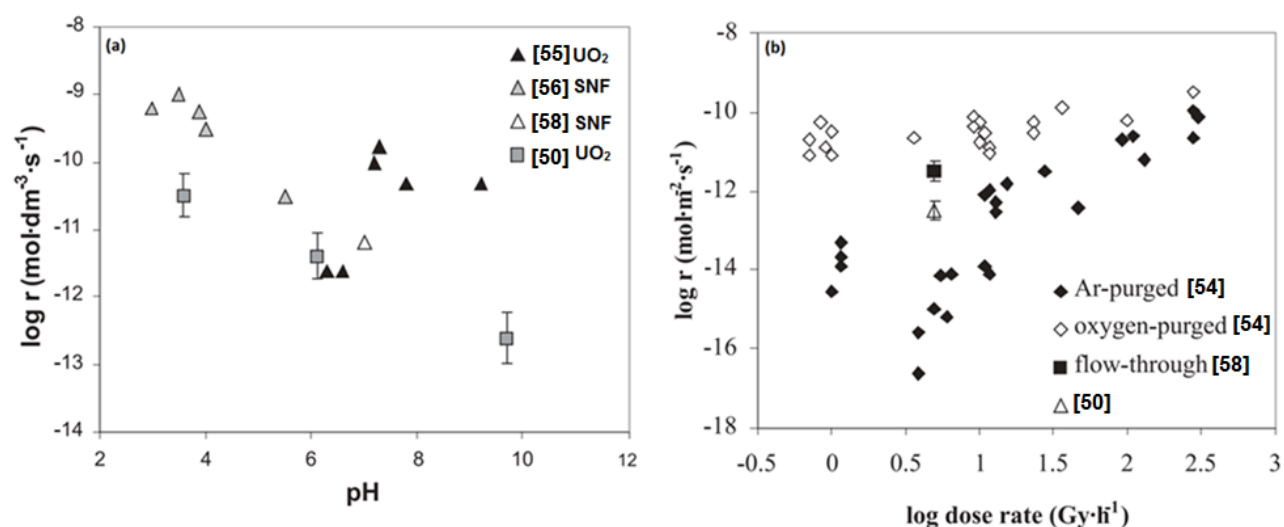 (a)
[55] UO₂
[56] SNF
[58] SNF
[50] UO₂
-8
-9
-10
-11
-12
-13
-14
2 4 6 8 10 12
log r (mol·dm⁻³·s⁻¹)
pH
(b)
Ar-purged [54]
oxygen-purged [54]
flow-through [58]
[50]
-8
-10
-12
-14
-16
-18
-0.5 0 0.5 1 1.5 2 2.5 3
log r (mol·m⁻²·s⁻¹)
log dose rate (Gy·h⁻¹)